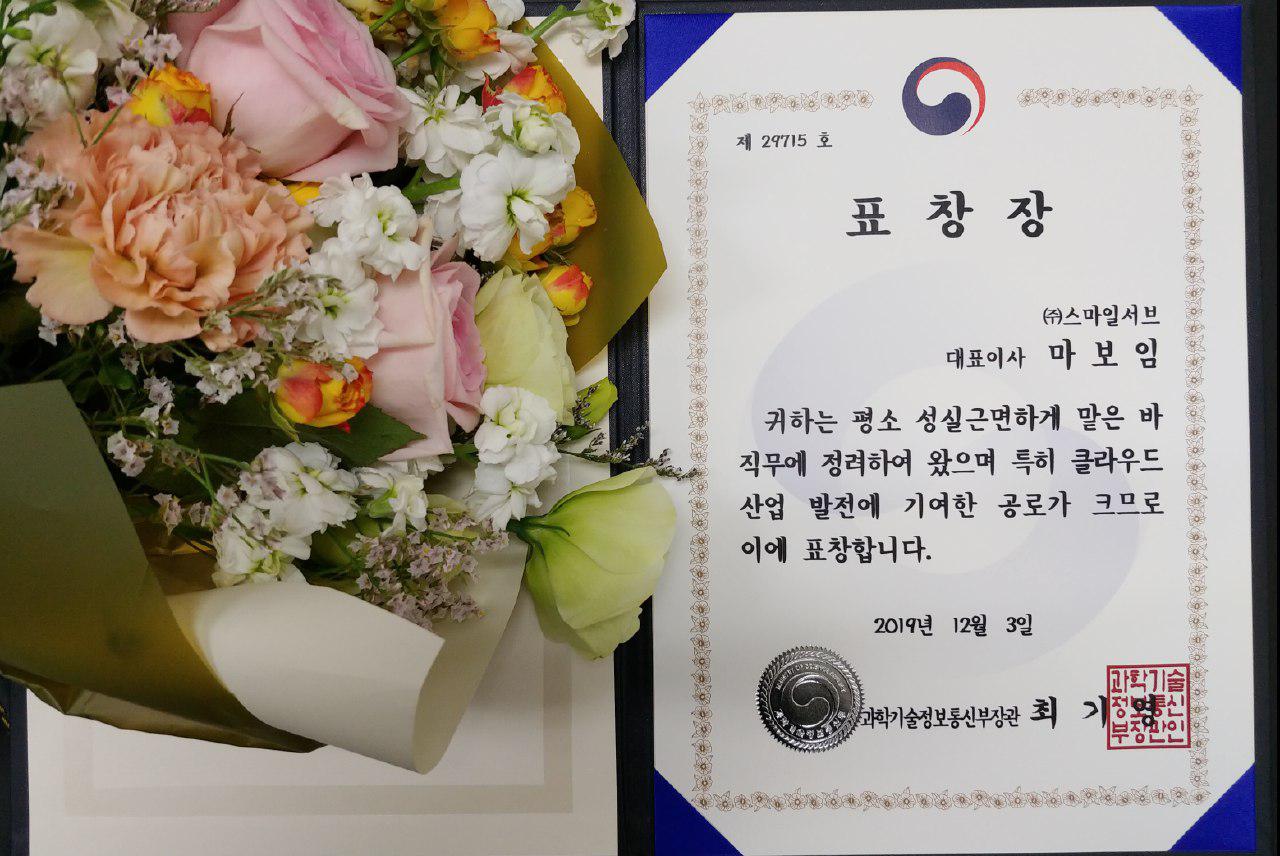 제 29715 호
표 창 장
㈜스마일서브
대표이사 마 보 임
귀하는 평소 성실근면하게 맡은 바
직무에 정려하여 왔으며 특히 클라우드
산업 발전에 기여한 공로가 크므로
이에 표창합니다.
2019년 12월 3일
과학기술정보통신부장관 최 기 영
과학기술
정보통신
부장관인